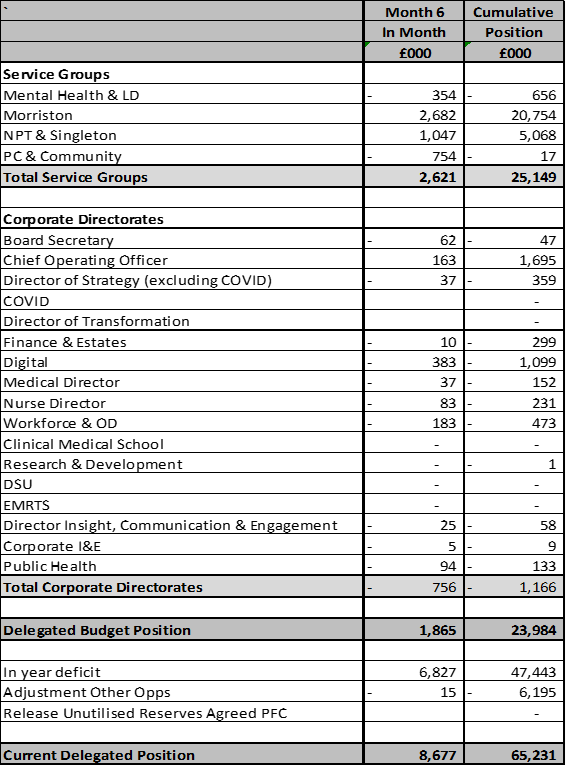 ` Month 6 Cumulative
In Month Position
£000 £000
Service Groups
Mental Health & LD - 354 - 656
Morriston 2,682 20,754
NPT & Singleton 1,047 5,068
PC & Community - 754 - 17
Total Service Groups 2,621 25,149
Corporate Directorates
Board Secretary - 62 - 47
Chief Operating Officer 163 1,695
Director of Strategy (excluding COVID) - 37 - 359
COVID -
Director of Transformation -
Finance & Estates - 10 - 299
Digital - 383 - 1,099
Medical Director - 37 - 152
Nurse Director - 83 - 231
Workforce & OD - 183 - 473
Clinical Medical School - -
Research & Development - - 1
DSU - -
EMRTS - -
Director Insight, Communication & Engagement - 25 - 58
Corporate I&E - 5 - 9
Public Health - 94 - 133
Total Corporate Directorates - 756 - 1,166
Delegated Budget Position 1,865 23,984
In year deficit 6,827 47,443
Adjustment Other Opps - 15 - 6,195
Release Unutilised Reserves Agreed PFC -
Current Delegated Position 8,677 65,231